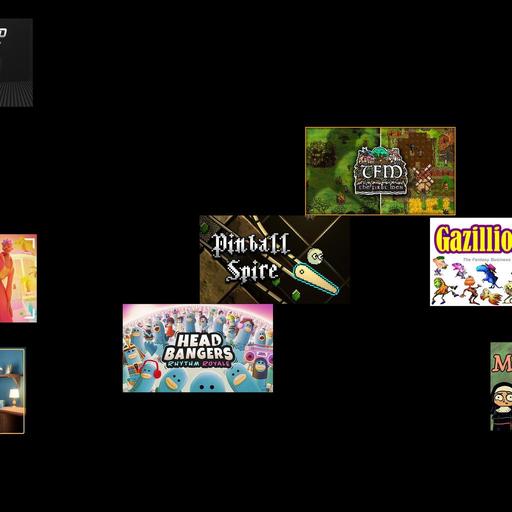 TFM
THE FIRST MEN
Pinball
Spire
Gazillio
The Fantasy Business
HEAD
BANGERS
RHYTHM ROYALE
M